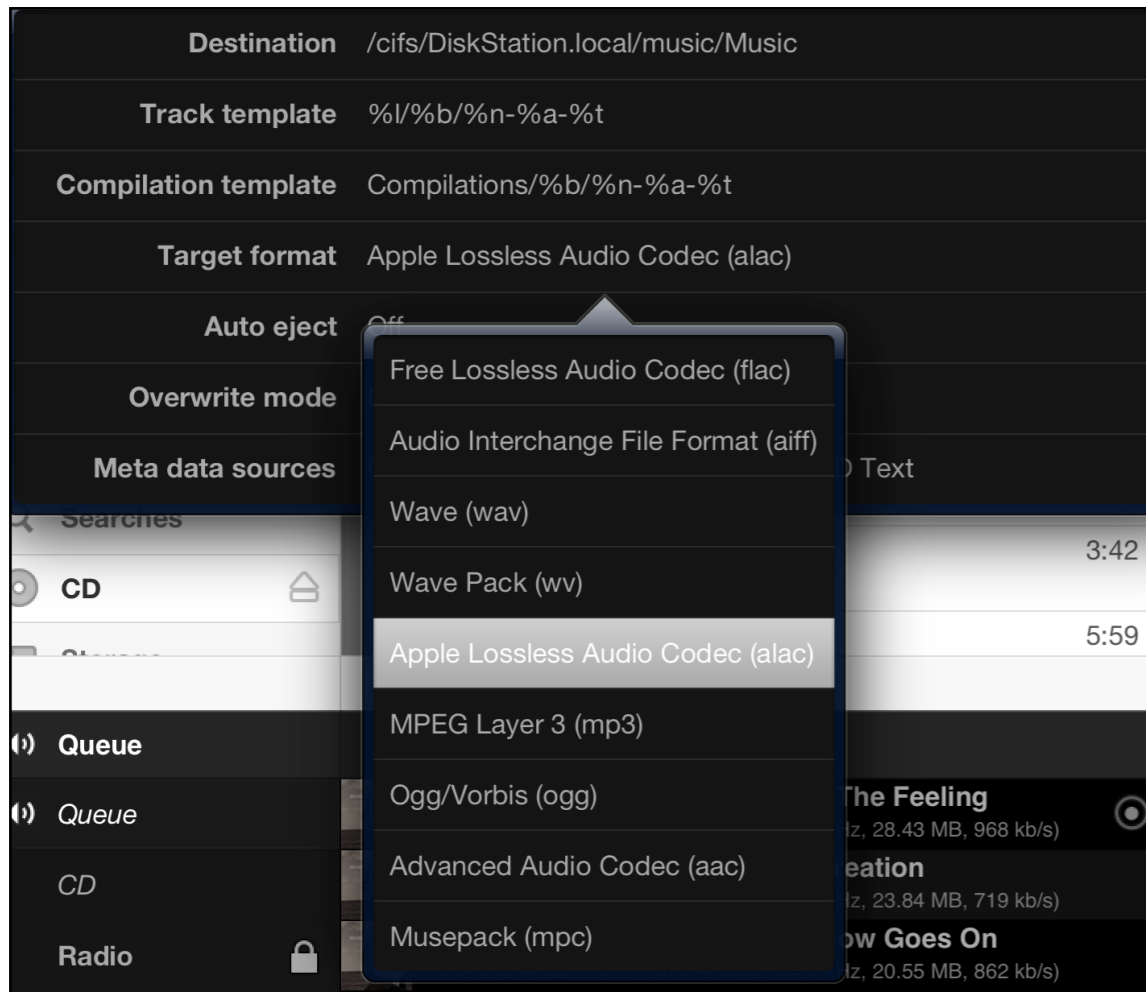 Destination /cifs/DiskStation.local/music/Music
Track template %l/%b/%n-%a-%t
Compilation template Compilations/%b/%n-%a-%t
Target format Apple Lossless Audio Codec (alac)
Auto eject Off
Overwrite mode
Meta data sources Text
Free Lossless Audio Codec (flac)
Audio Interchange File Format (aiff)
Wave (wav)
Wave Pack (wv)
Apple Lossless Audio Codec (alac)
MPEG Layer 3 (mp3)
Ogg/Vorbis (ogg)
Advanced Audio Codec (aac)
Musepack (mpc)
Searches
3:42
CD
5:59
Queue
Queue
The Feeling
28.43 MB, 968 kb/s)
CD
23.84 MB, 719 kb/s)
Radio
Goes On
20.55 MB, 862 kb/s)